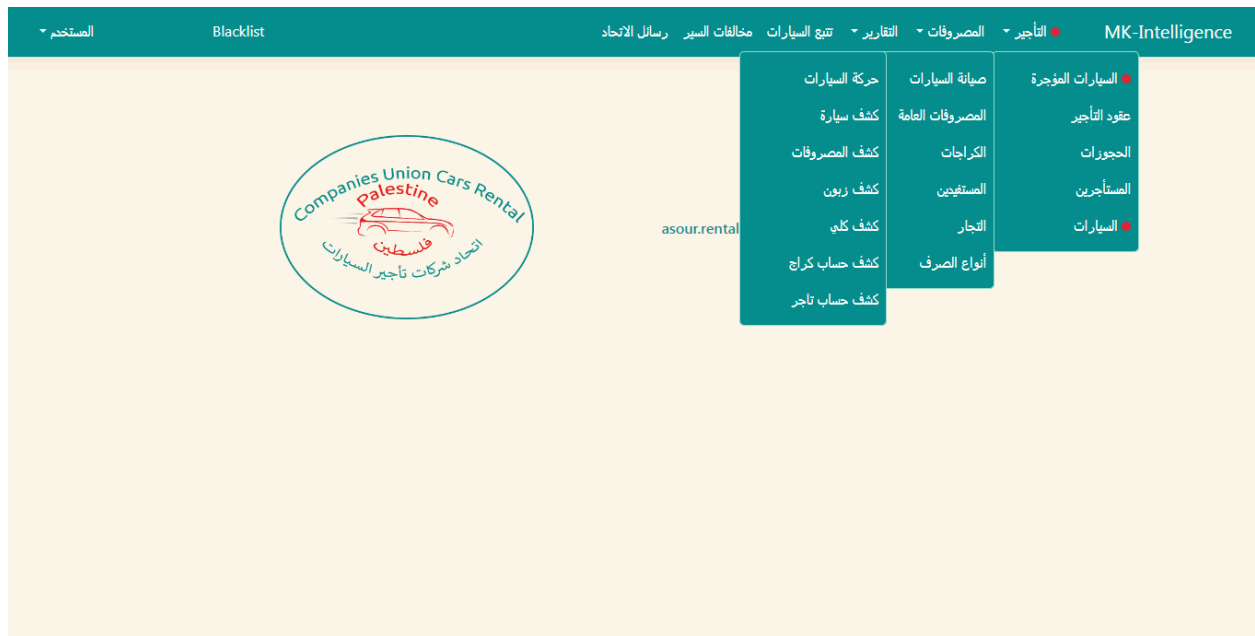 MK-Intelligence
التأجير
المصروفات
التقارير
تتبع السيارات
مخالفات السير
رسائل الاتحاد
Blacklist
المستخدم
السيارات المؤجرة
عقود التأجير
الحجوزات
المستأجرين
السيارات
صيانة السيارات
المصروفات العامة
الكراجات
المستفيدين
التجار
أنواع الصرف
حركة السيارات
كشف سيارة
كشف المصروفات
كشف زبون
كشف كلي
كشف حساب كراج
كشف حساب تاجر
asour.rental
Companies Union Cars Rental
Palestine
فلسطين
اتحاد شركات تأجير السيارات